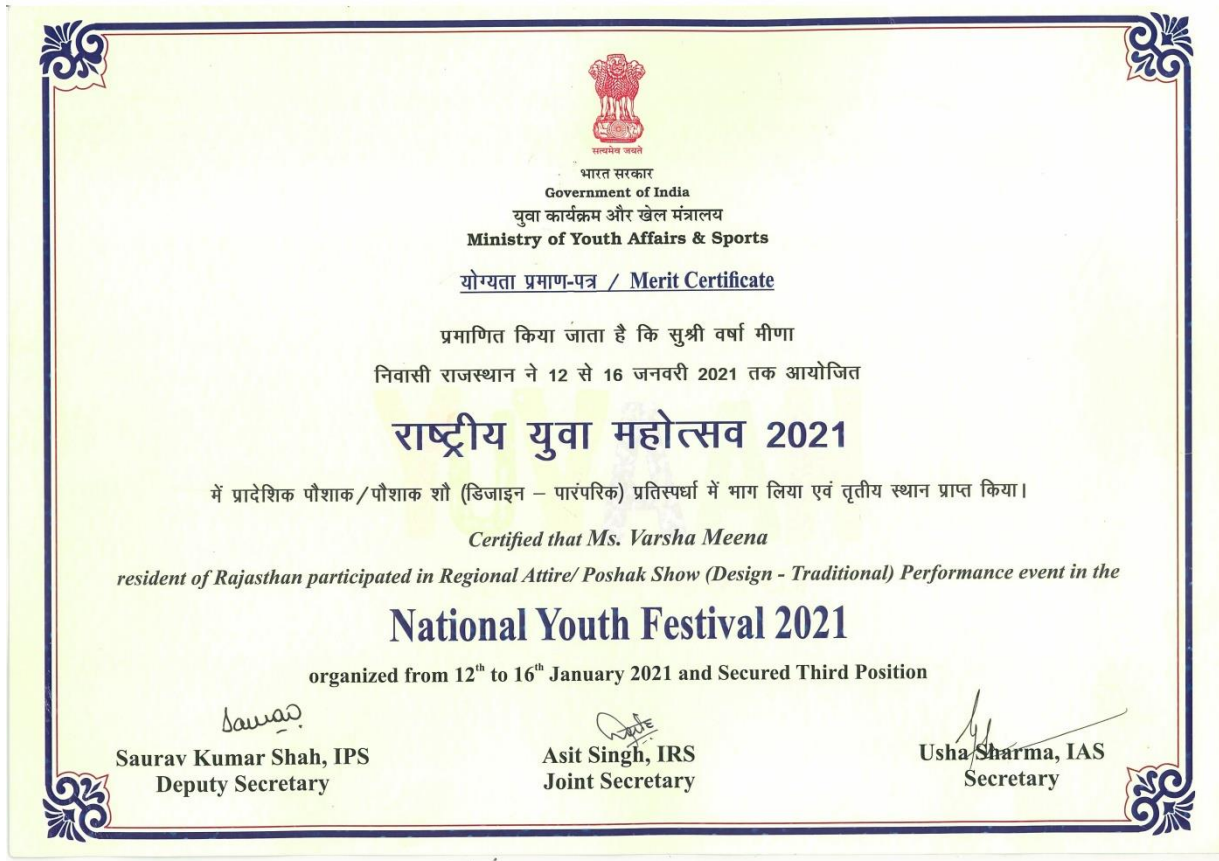 सत्यमेव जयते
भारत सरकार
Government of India
युवा कार्यक्रम और खेल मंत्रालय
Ministry of Youth Affairs & Sports
योग्यता प्रमाण-पत्र / Merit Certificate
प्रमाणित किया जाता है कि सुश्री वर्षा मीणा
निवासी राजस्थान ने 12 से 16 जनवरी 2021 तक आयोजित
राष्ट्रीय युवा महोत्सव 2021
में प्रादेशिक पौशाक/पौशाक शौ (डिजाइन – पारंपरिक) प्रतिस्पर्धा में भाग लिया एवं तृतीय स्थान प्राप्त किया।
Certified that Ms. Varsha Meena
resident of Rajasthan participated in Regional Attire/ Poshak Show (Design - Traditional) Performance event in the
National Youth Festival 2021
organized from 12th to 16th January 2021 and Secured Third Position
Saurav Kumar Shah, IPS Asit Singh, IRS Usha Sharma, IAS
Deputy Secretary Joint Secretary Secretary